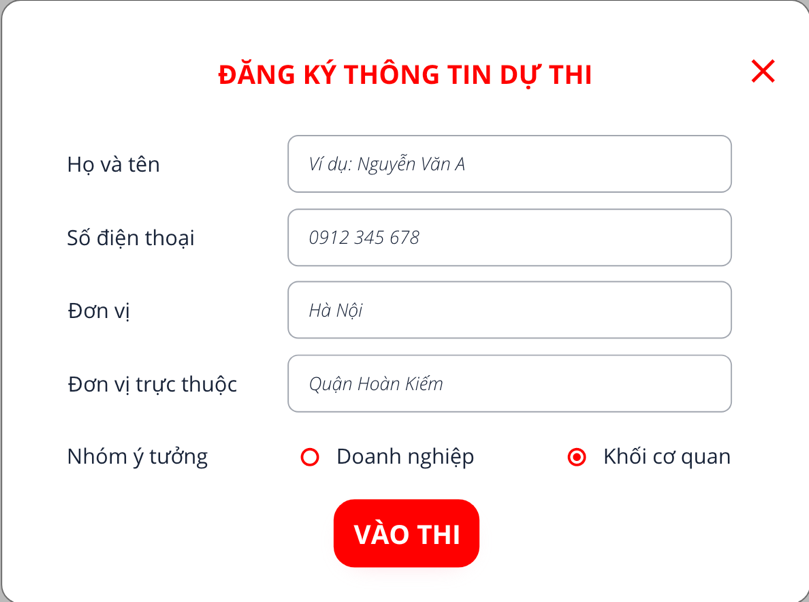 ĐĂNG KÝ THÔNG TIN DỰ THI
Họ và tên
Ví dụ: Nguyễn Văn A
Số điện thoại
0912 345 678
Đơn vị
Hà Nội
Đơn vị trực thuộc
Quận Hoàn Kiếm
Nhóm ý tưởng
Doanh nghiệp
Khối cơ quan
VÀO THI